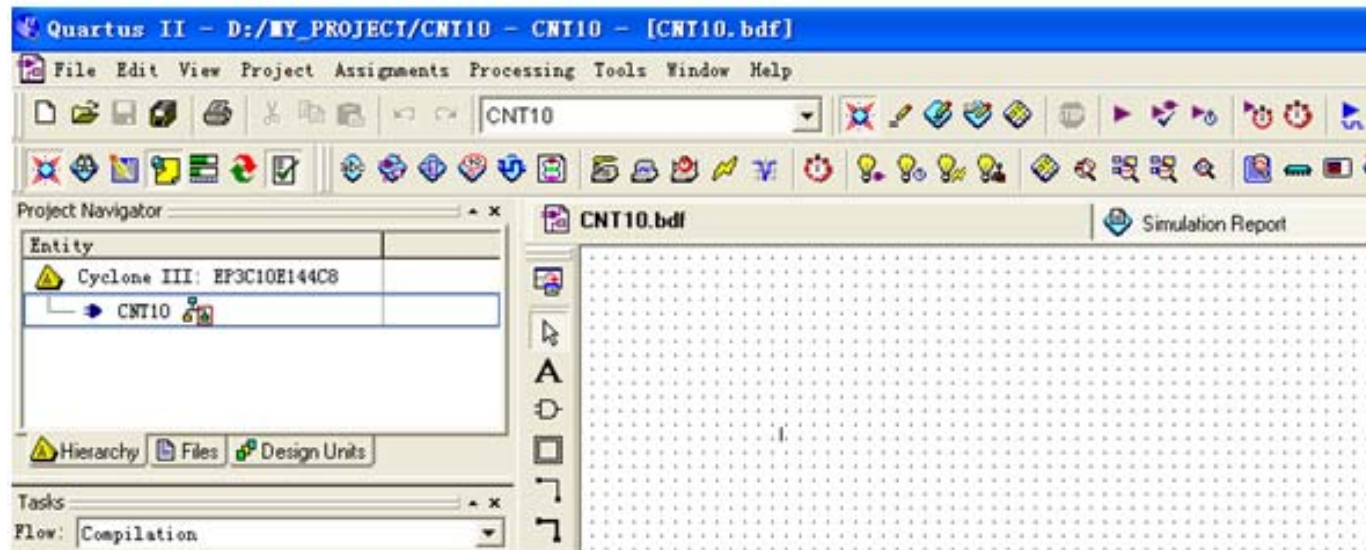 Quartus II - D:/MY_PROJECT/CNT10 - CNT10 - [CNT10.bdf]
File Edit View Project Assignments Processing Tools Window Help
CNT10
Project Navigator
CNT10.bdf
Simulation Report
Entity
Cyclone III: EP3C10E144C8
CNT10
A
Hierarchy Files Design Units
Tasks
Flow: Compilation